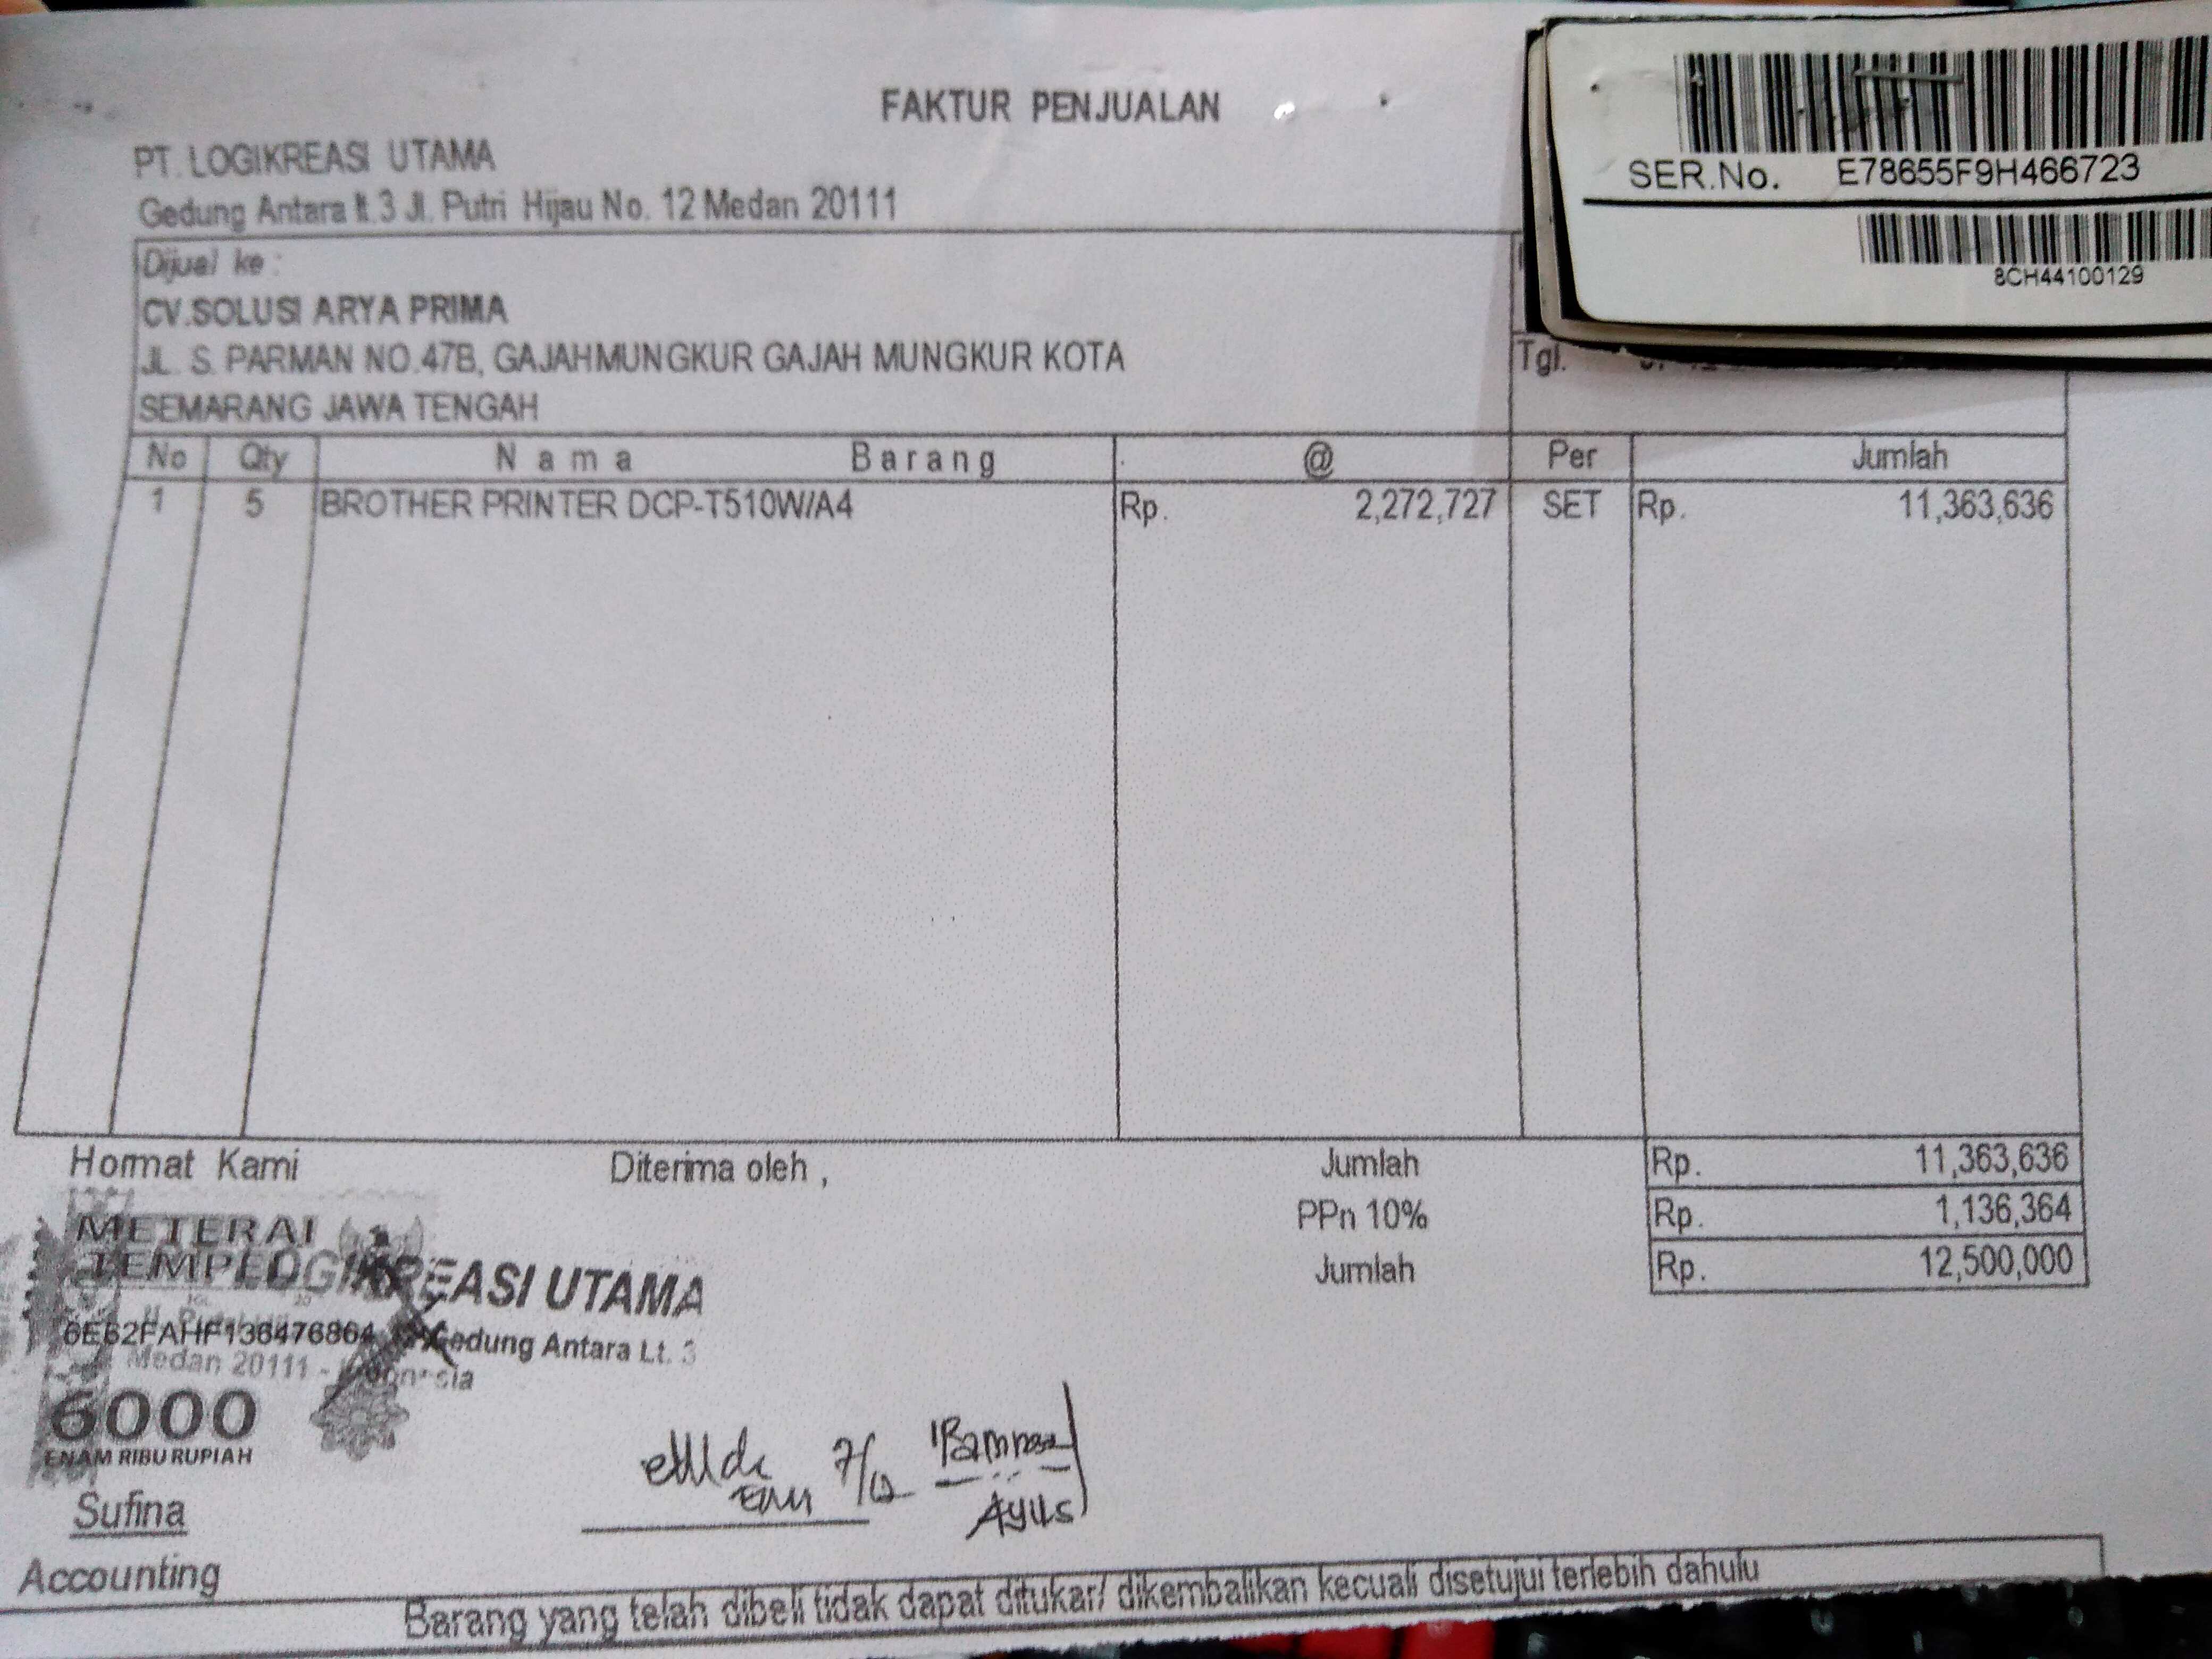 FAKTUR PENJUALAN
PT. LOGIKREASI UTAMA
Gedung Antara lt.3 Jl. Putri Hijau No. 12 Medan 20111
SER.No. E78655F9H466723
8CH44100129
Dijual ke :
CV.SOLUSI ARYA PRIMA
JL. S. PARMAN NO.47B, GAJAHMUNGKUR GAJAH MUNGKUR KOTA
SEMARANG JAWA TENGAH
Tgl.
No Qty Nama Barang @ Per Jumlah
1 5 BROTHER PRINTER DCP-T510W/A4 Rp. 2,272,727 SET Rp. 11,363,636
Hormat Kami Diterima oleh , Jumlah Rp. 11,363,636
PPn 10% Rp. 1,136,364
Jumlah Rp. 12,500,000
METERAI
TEMPEL
LOGIKREASI UTAMA
6E62FAHF136476864
Gedung Antara Lt. 3
Medan 20111 - Indonesia
6000
ENAM RIBU RUPIAH
7/12
Ayus
Sufina
Accounting
Barang yang telah dibeli tidak dapat ditukar/ dikembalikan kecuali disetujui terlebih dahulu